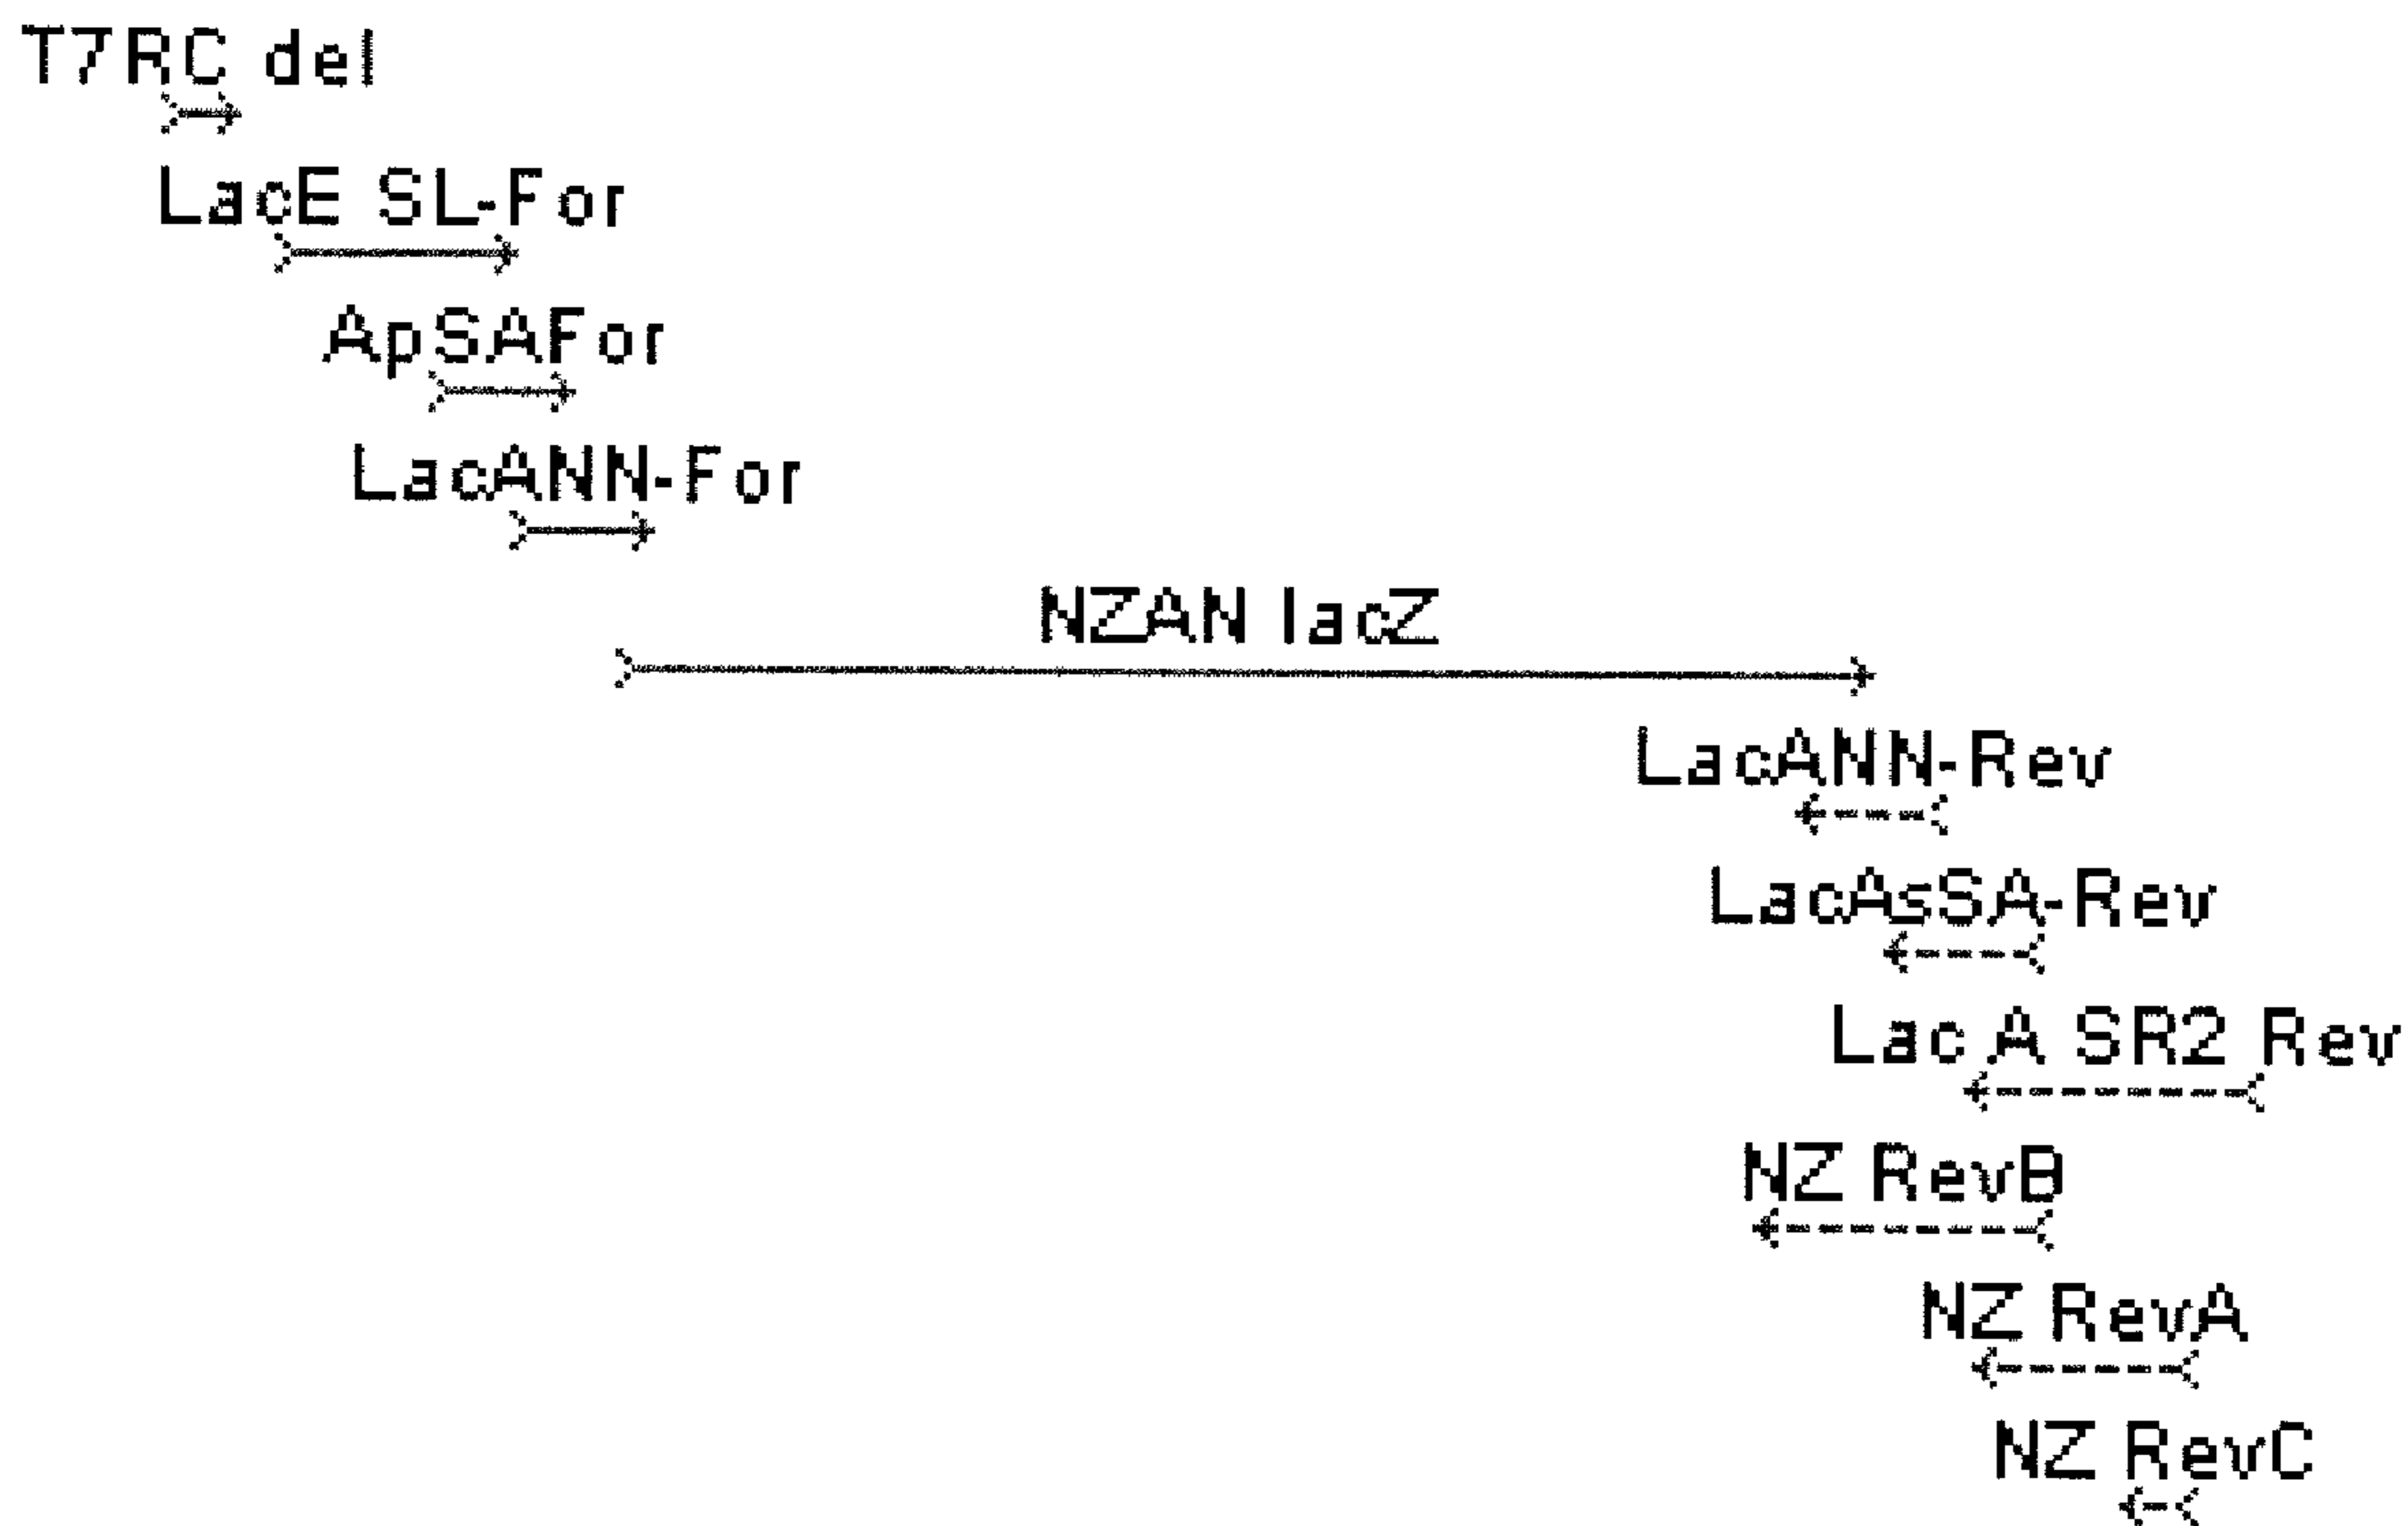 T7RC del
LacE SL-For
ApSAFor
LacANN-For
NZAN lacZ
LacANN-Rev
LacAsSA-Rev
Lac A SR2 Rev
NZ RevB
NZ RevA
NZ RevC